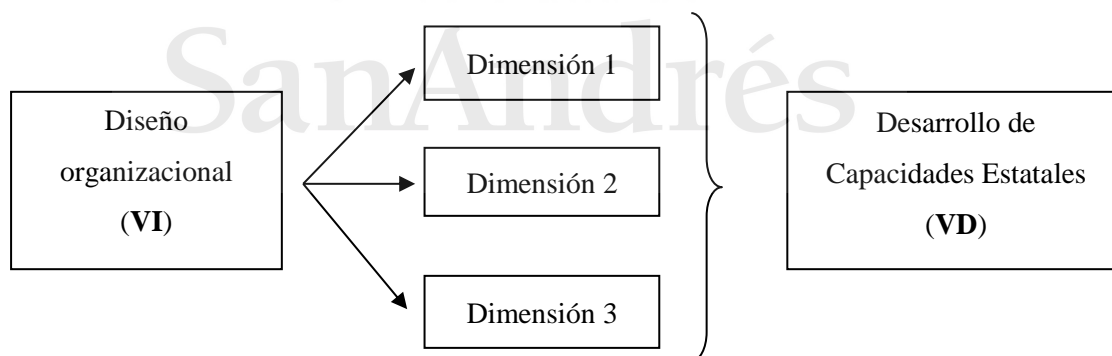 SanAndrés
Diseño
organizacional
(VI)
Dimensión 1
Dimensión 2
Dimensión 3
Desarrollo de
Capacidades Estatales
(VD)